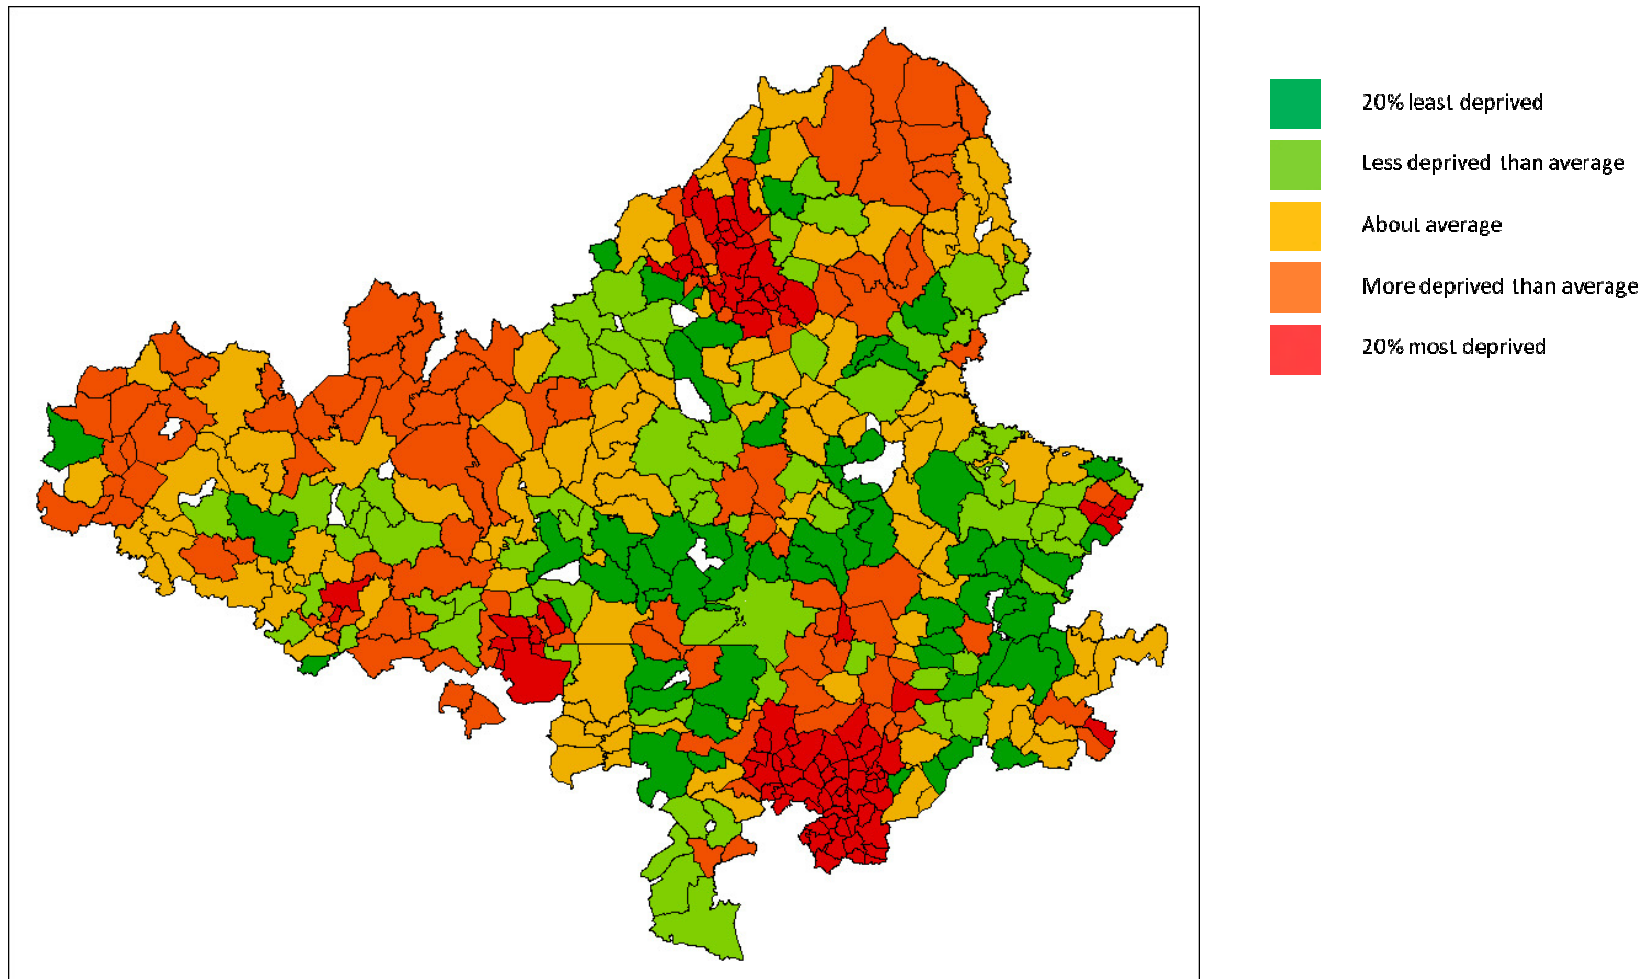 20% least deprived
Less deprived than average
About average
More deprived than average
20% most deprived